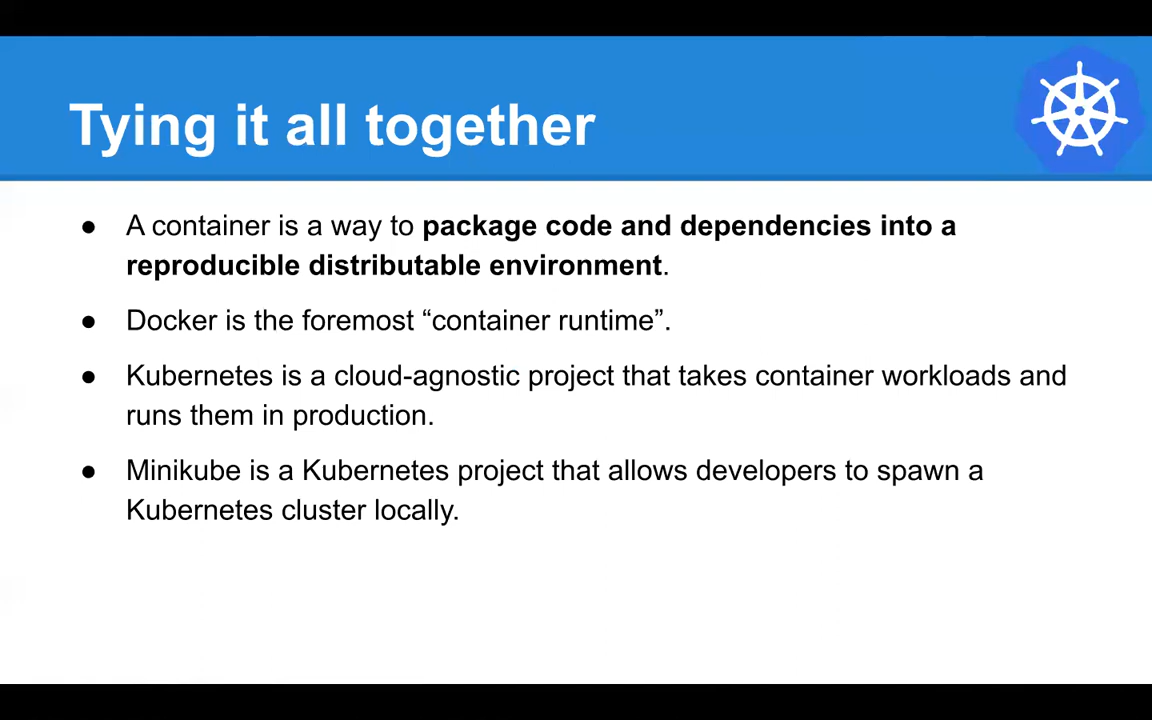 Tying it all together
● A container is a way to package code and dependencies into a
reproducible distributable environment.
● Docker is the foremost “container runtime”.
● Kubernetes is a cloud-agnostic project that takes container workloads and
runs them in production.
● Minikube is a Kubernetes project that allows developers to spawn a
Kubernetes cluster locally.